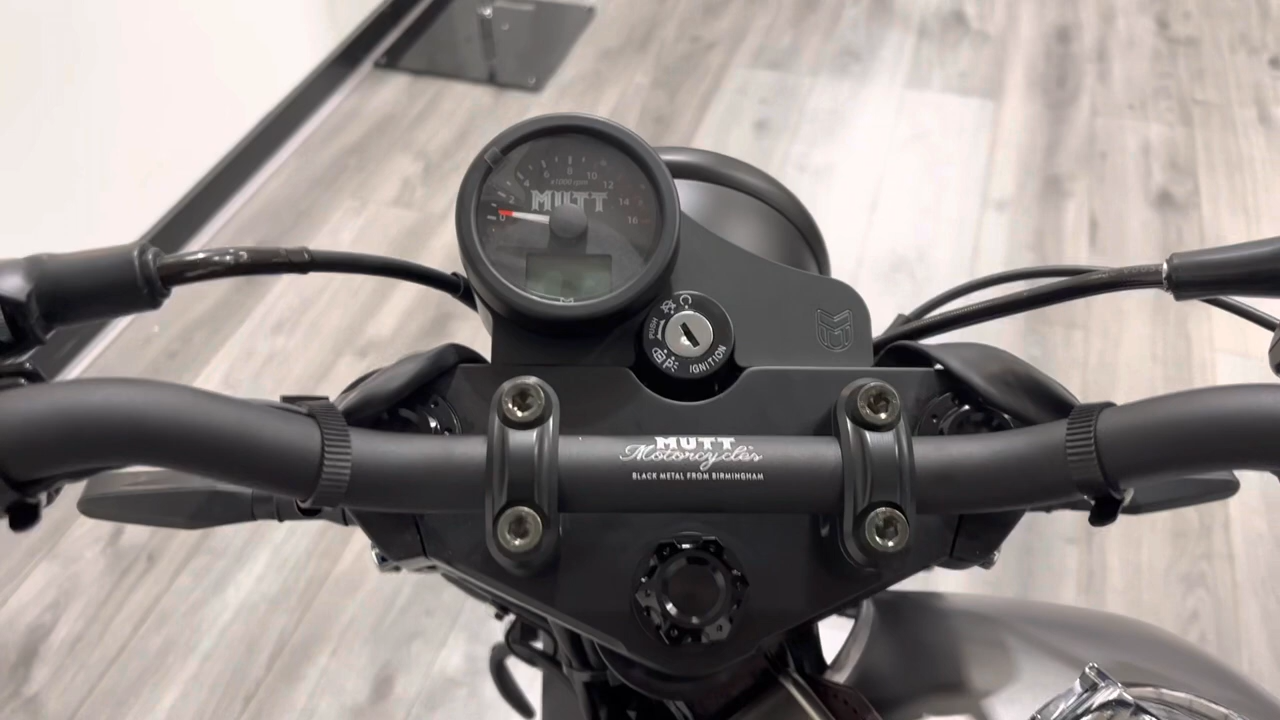 2 4 6 8 10 12 14 16
x1000 rpm
MUTT
0
PUSH
P
IGNITION
MUTT
Motorcycles
BLACK METAL FROM BIRMINGHAM